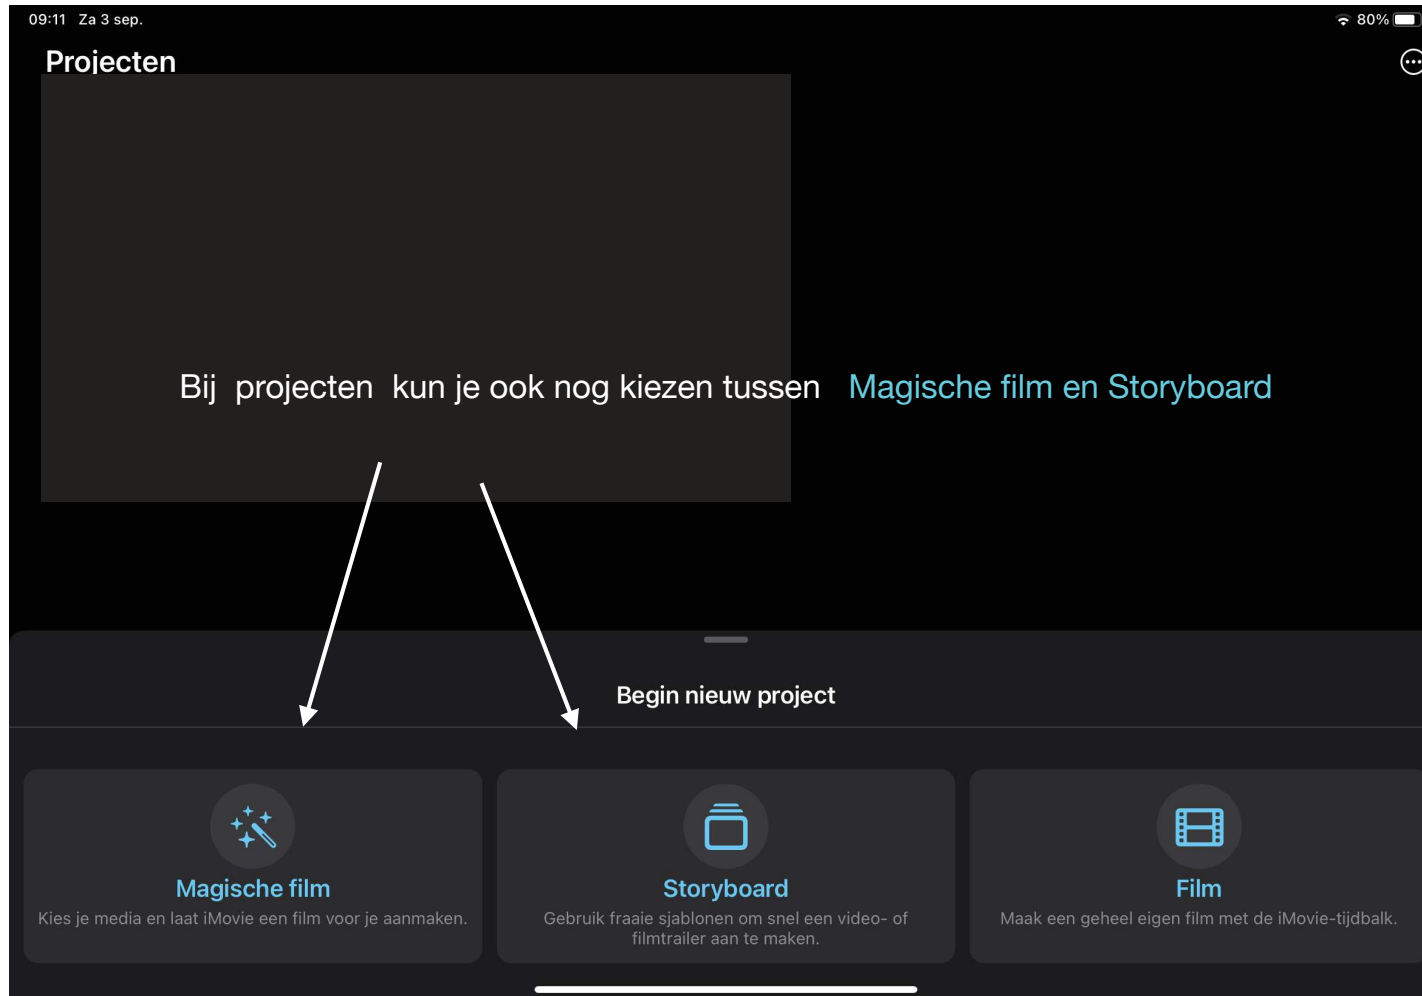 09:11 Za 3 sep.
80%
Projecten
Bij projecten kun je ook nog kiezen tussen Magische film en Storyboard
Begin nieuw project
Magische film
Kies je media en laat iMovie een film voor je aanmaken.
Storyboard
Gebruik fraaie sjablonen om snel een video- of
filmtrailer aan te maken.
Film
Maak een geheel eigen film met de iMovie-tijdbalk.